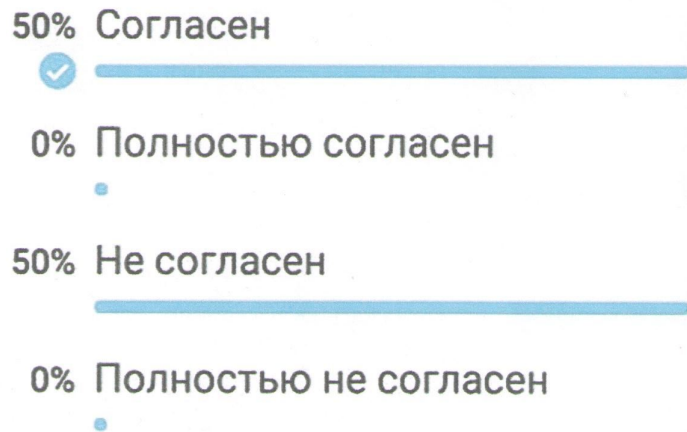 50% Согласен
0% Полностью согласен
50% Не согласен
0% Полностью не согласен